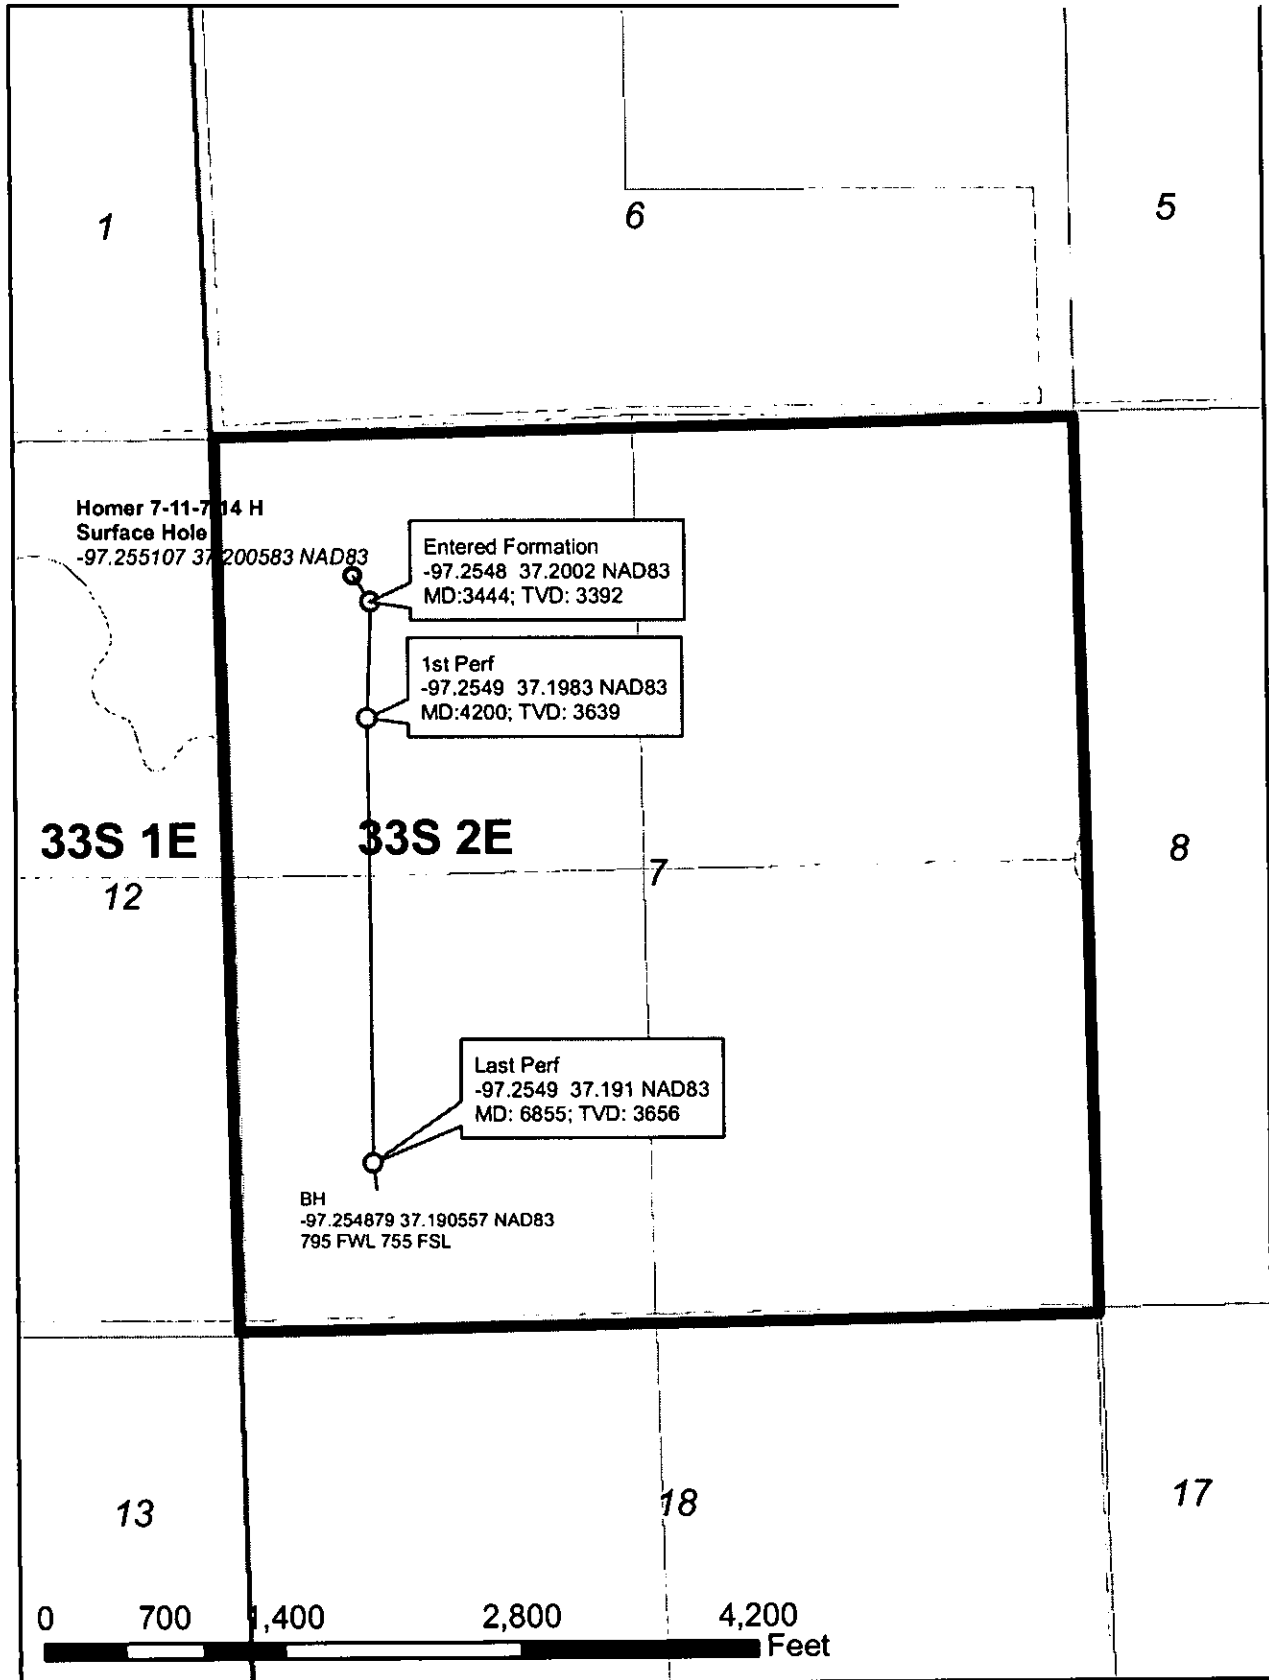 1
6
5
Homer 7-11-7 14 H
Surface Hole
-97.255107 37.200583 NAD83
Entered Formation
-97.2548 37.2002 NAD83
MD:3444; TVD: 3392
1st Perf
-97.2549 37.1983 NAD83
MD:4200; TVD: 3639
33S 1E
33S 2E
8
12
7
Last Perf
-97.2549 37.191 NAD83
MD: 6855; TVD: 3656
BH
-97.254879 37.190557 NAD83
795 FWL 755 FSL
13
18
17
0 700 1,400 2,800 4,200
Feet